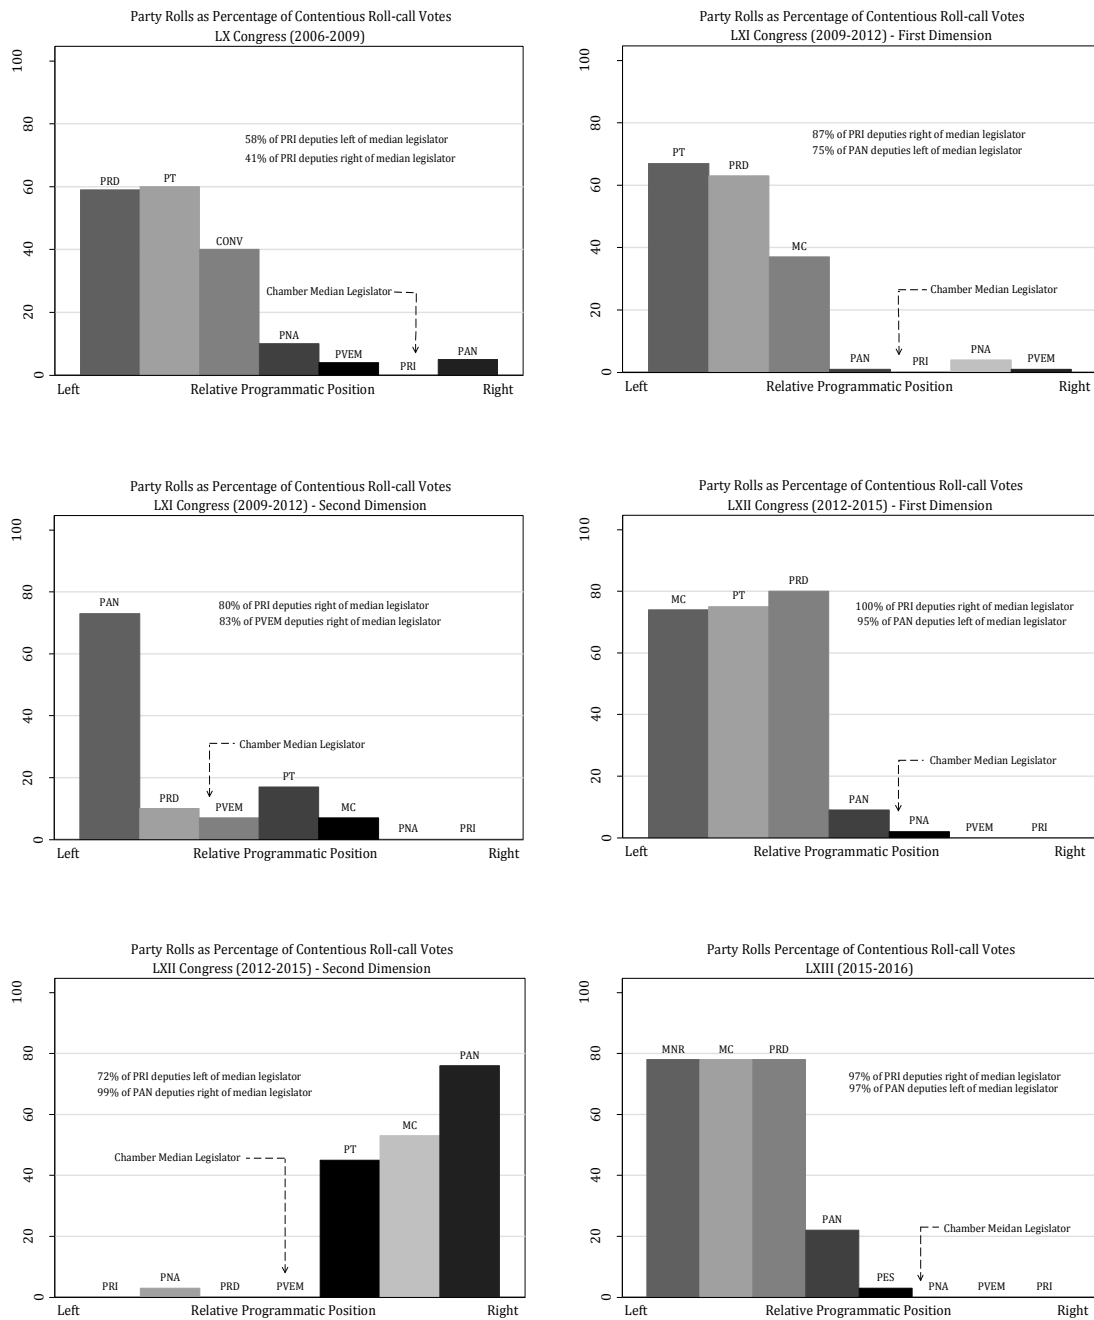 Party Rolls as Percentage of Contentious Roll-call Votes
LX Congress (2006-2009)
100
80
60
40
20
0
58% of PRI deputies left of median legislator
41% of PRI deputies right of median legislator
PRD
PT
CONV
Chamber Median Legislator
PNA
PVEM
PRI
PAN
Left
Relative Programmatic Position
Right
Party Rolls as Percentage of Contentious Roll-call Votes
LXI Congress (2009-2012) - First Dimension
100
80
60
40
20
0
87% of PRI deputies right of median legislator
75% of PAN deputies left of median legislator
PT
PRD
MC
Chamber Median Legislator
PAN
PRI
PNA
PVEM
Left
Relative Programmatic Position
Right
Party Rolls as Percentage of Contentious Roll-call Votes
LXI Congress (2009-2012) - Second Dimension
100
80
60
40
20
0
PAN
80% of PRI deputies right of median legislator
83% of PVEM deputies right of median legislator
Chamber Median Legislator
PRD
PVEM
PT
MC
PNA
PRI
Left
Relative Programmatic Position
Right
Party Rolls as Percentage of Contentious Roll-call Votes
LXII Congress (2012-2015) - First Dimension
100
80
60
40
20
0
MC
PT
PRD
100% of PRI deputies right of median legislator
95% of PAN deputies left of median legislator
Chamber Median Legislator
PAN
PNA
PVEM
PRI
Left
Relative Programmatic Position
Right
Party Rolls as Percentage of Contentious Roll-call Votes
LXII Congress (2012-2015) - Second Dimension
100
80
60
40
20
0
72% of PRI deputies left of median legislator
99% of PAN deputies right of median legislator
Chamber Median Legislator
PRI
PNA
PRD
PVEM
PT
MC
PAN
Left
Relative Programmatic Position
Right
Party Rolls Percentage of Contentious Roll-call Votes
LXIII (2015-2016)
100
80
60
40
20
0
MNR
MC
PRD
97% of PRI deputies right of median legislator
97% of PAN deputies left of median legislator
PAN
Chamber Meidan Legislator
PES
PNA
PVEM
PRI
Left
Relative Programmatic Position
Right